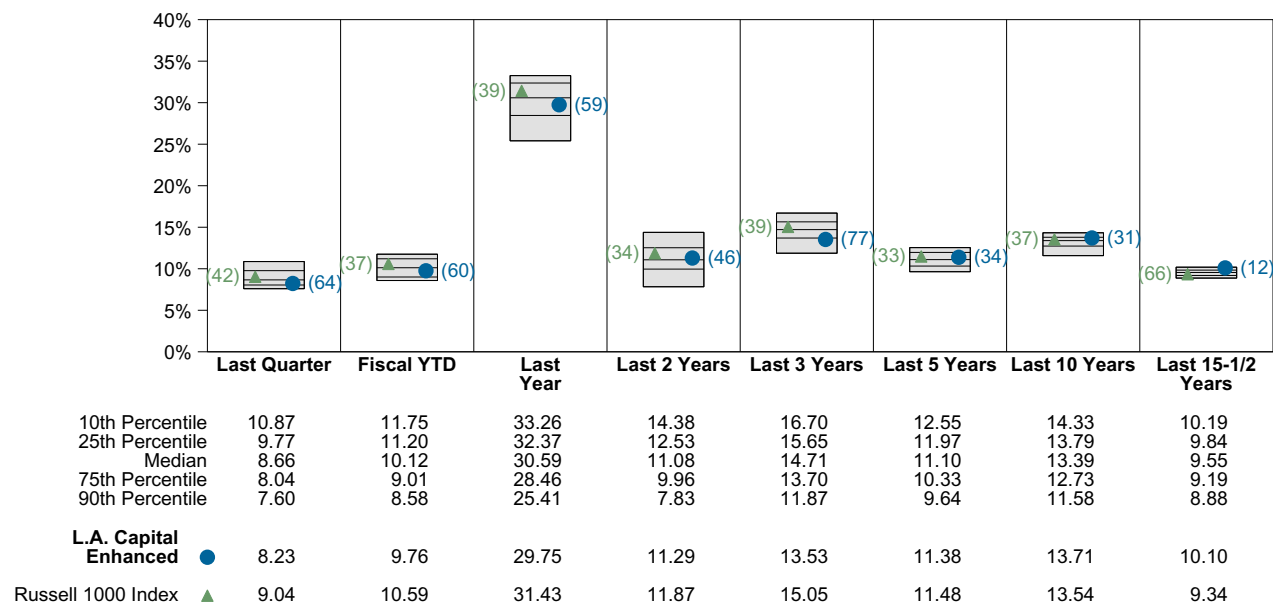 40%
35%
30%
25%
20%
15%
10%
5%
0%
(42) (64)
(37) (60)
(39) (59)
(34) (46)
(39) (77)
(33) (34)
(37) (31)
(66) (12)
Last Quarter Fiscal YTD Last Last 2 Years Last 3 Years Last 5 Years Last 10 Years Last 15-1/2
Year Years
10th Percentile 10.87 11.75 33.26 14.38 16.70 12.55 14.33 10.19
25th Percentile 9.77 11.20 32.37 12.53 15.65 11.97 13.79 9.84
Median 8.66 10.12 30.59 11.08 14.71 11.10 13.39 9.55
75th Percentile 8.04 9.01 28.46 9.96 13.70 10.33 12.73 9.19
90th Percentile 7.60 8.58 25.41 7.83 11.87 9.64 11.58 8.88
L.A. Capital
Enhanced 8.23 9.76 29.75 11.29 13.53 11.38 13.71 10.10
Russell 1000 Index 9.04 10.59 31.43 11.87 15.05 11.48 13.54 9.34